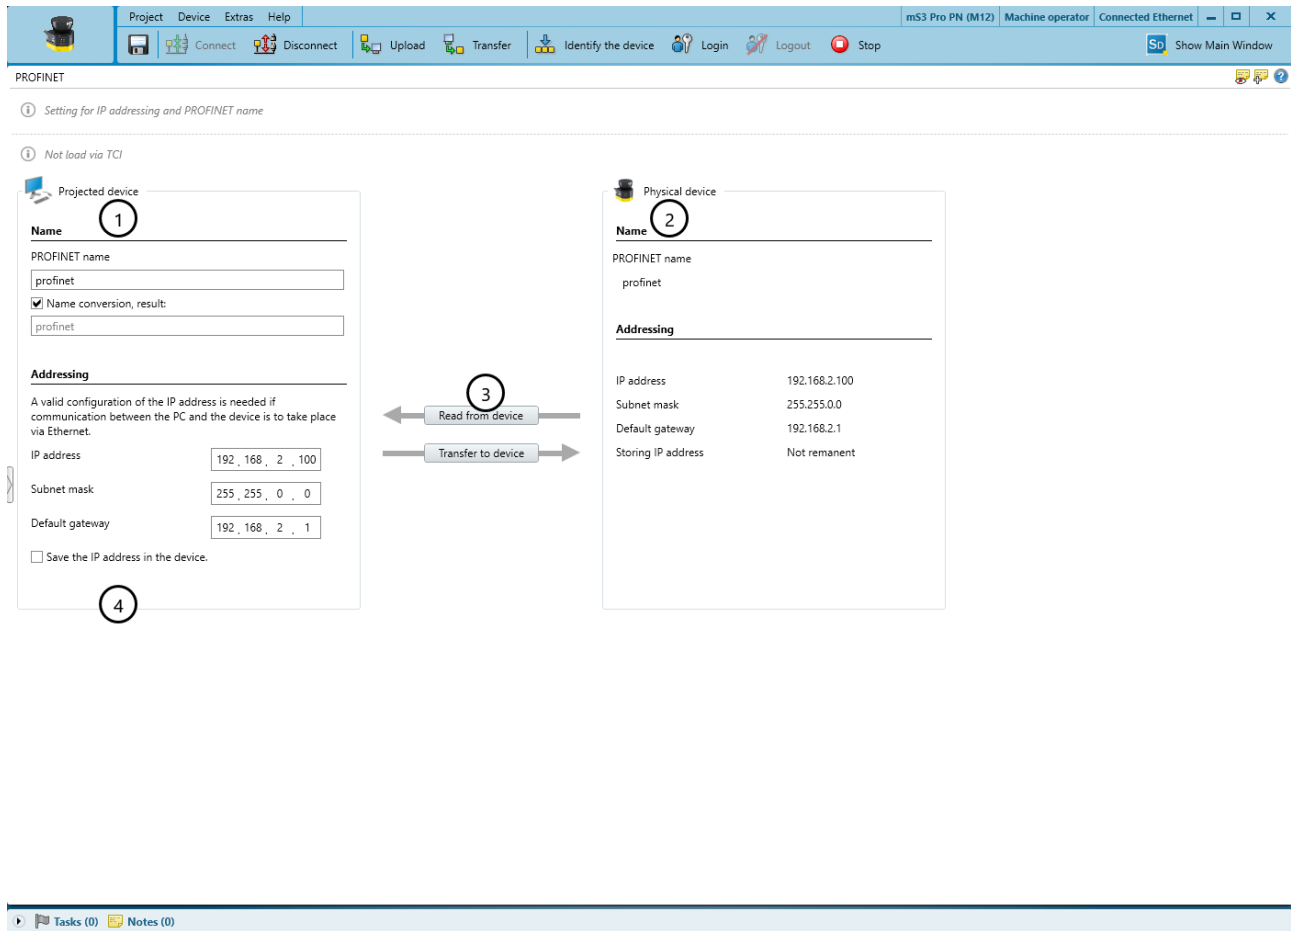 Project Device Extras Help mS3 Pro PN (M12) Machine operator Connected Ethernet
Connect Disconnect Upload Transfer Identify the device Login Logout Stop SD Show Main Window
PROFINET
Setting for IP addressing and PROFINET name
Not load via TCI
Projected device
1
Name
PROFINET name
profinet
Name conversion, result:
profinet
Addressing
A valid configuration of the IP address is needed if
communication between the PC and the device is to take place
via Ethernet.
IP address 192 . 168 . 2 . 100
Subnet mask 255 . 255 . 0 . 0
Default gateway 192 . 168 . 2 . 1
Save the IP address in the device.
4
3
Read from device
Transfer to device
Physical device
2
Name
PROFINET name
profinet
Addressing
IP address 192.168.2.100
Subnet mask 255.255.0.0
Default gateway 192.168.2.1
Storing IP address Not remanent
Tasks (0) Notes (0)